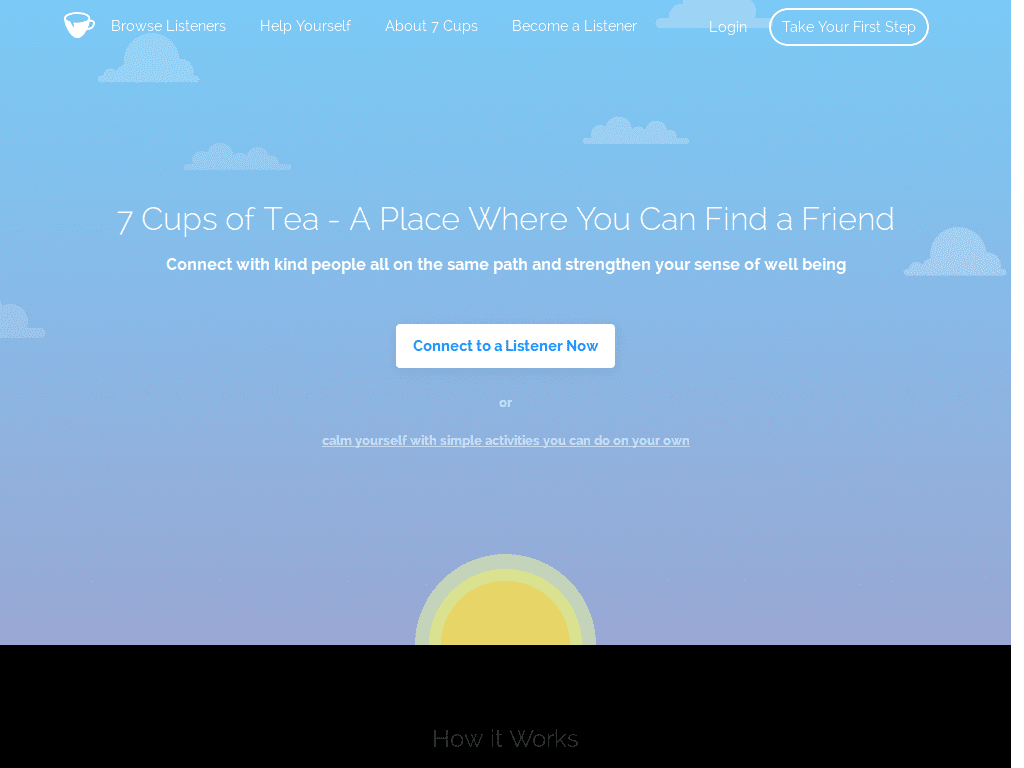 Browse Listeners
Help Yourself
About 7 Cups
Become a Listener
Login
Take Your First Step
7 Cups of Tea - A Place Where You Can Find a Friend
Connect with kind people all on the same path and strengthen your sense of well being
Connect to a Listener Now
or
calm yourself with simple activities you can do on your own
How it Works